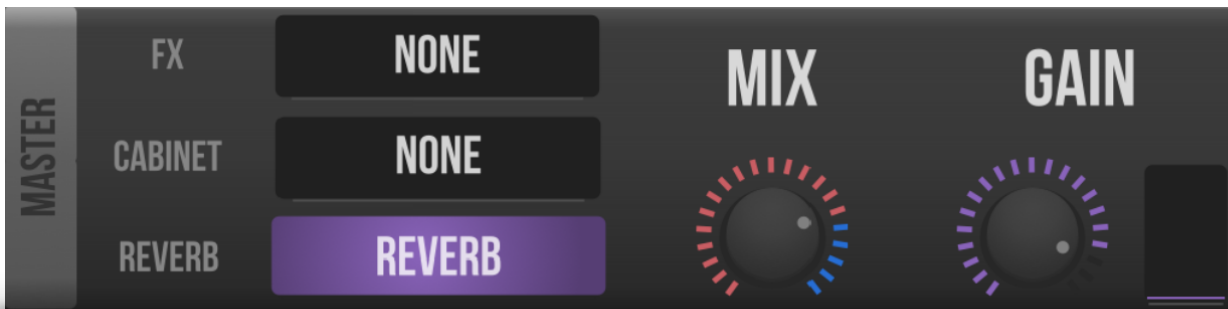 MASTER
FX
NONE
MIX
GAIN
CABINET
NONE
REVERB
REVERB